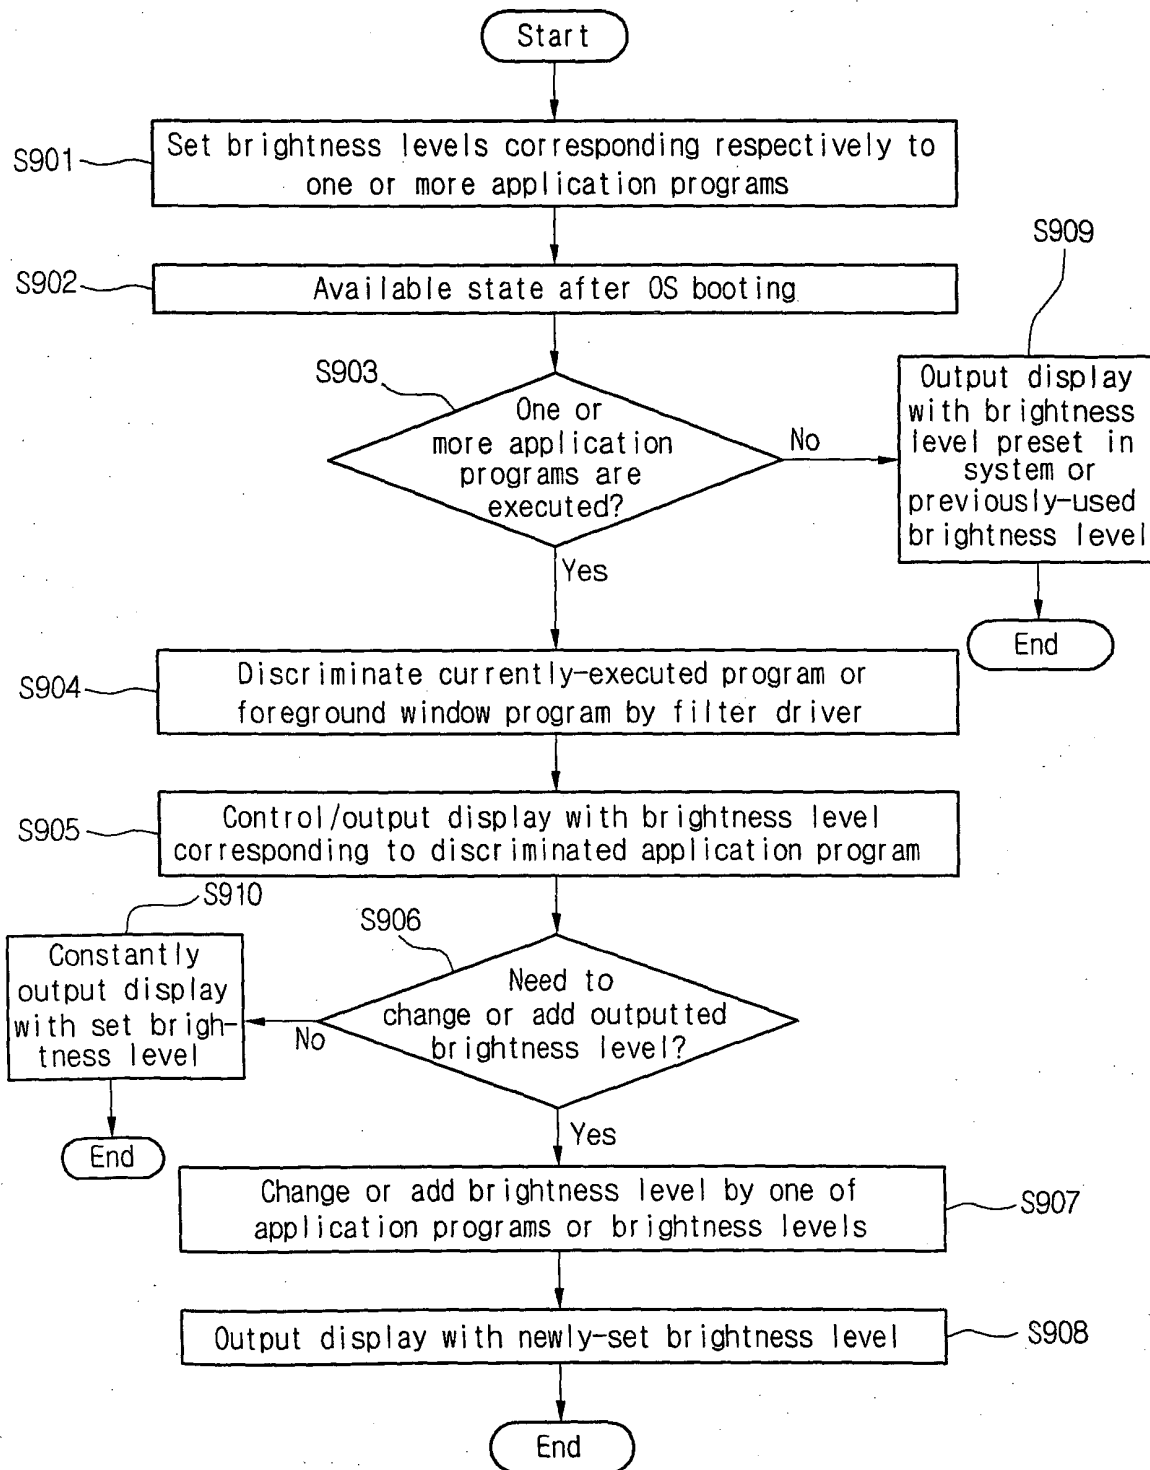 Start
S901
Set brightness levels corresponding respectively to
one or more application programs
S909
S902
Available state after OS booting
S903
One or
more application
programs are
executed?
No
Output display
with brightness
level preset in
system or
previously-used
brightness level
Yes
End
S904
Discriminate currently-executed program or
foreground window program by filter driver
S905
Control/output display with brightness level
corresponding to discriminated application program
S910
S906
Constantly
output display
with set brigh-
tness level
Need to
change or add outputted
brightness level?
No
End
Yes
Change or add brightness level by one of
application programs or brightness levels
S907
Output display with newly-set brightness level
S908
End